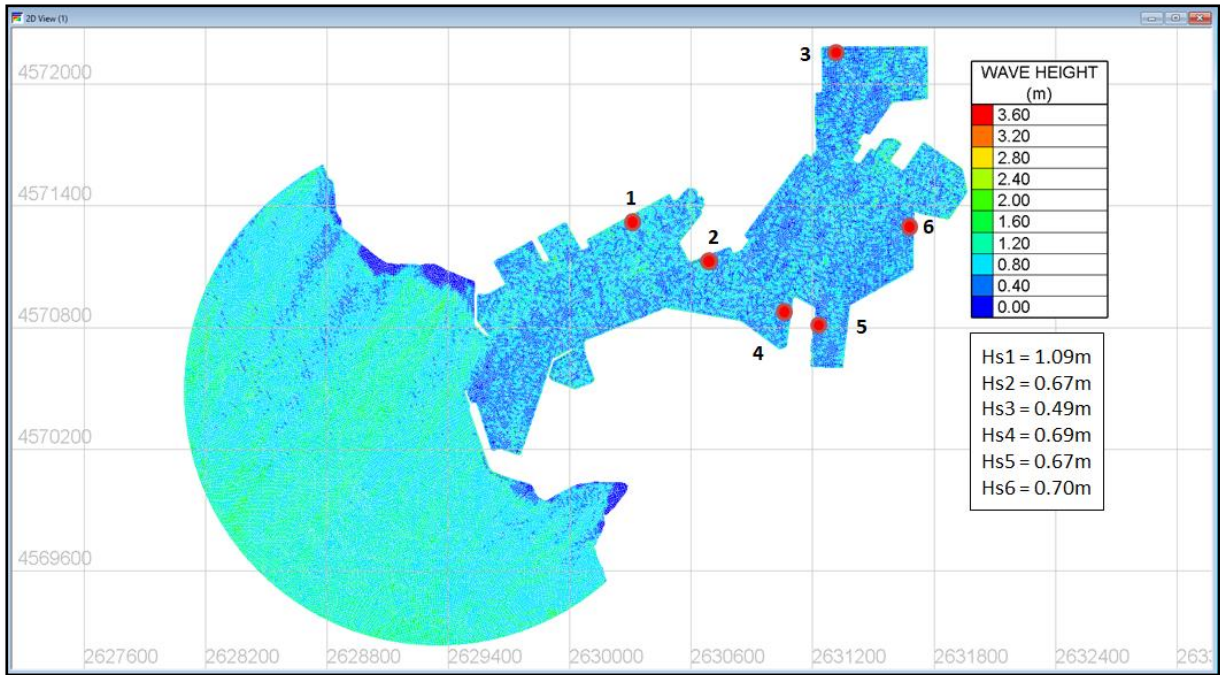 2D View (1)
3
4572000
WAVE HEIGHT
(m)
3.60
3.20
2.80
2.40
2.00
1.60
1.20
0.80
0.40
0.00
4571400
1
2
6
4570800
4
5
Hs1 = 1.09m
Hs2 = 0.67m
Hs3 = 0.49m
Hs4 = 0.69m
Hs5 = 0.67m
Hs6 = 0.70m
4570200
4569600
2627600 2628200 2628800 2629400 2630000 2630600 2631200 2631800 2632400 2633